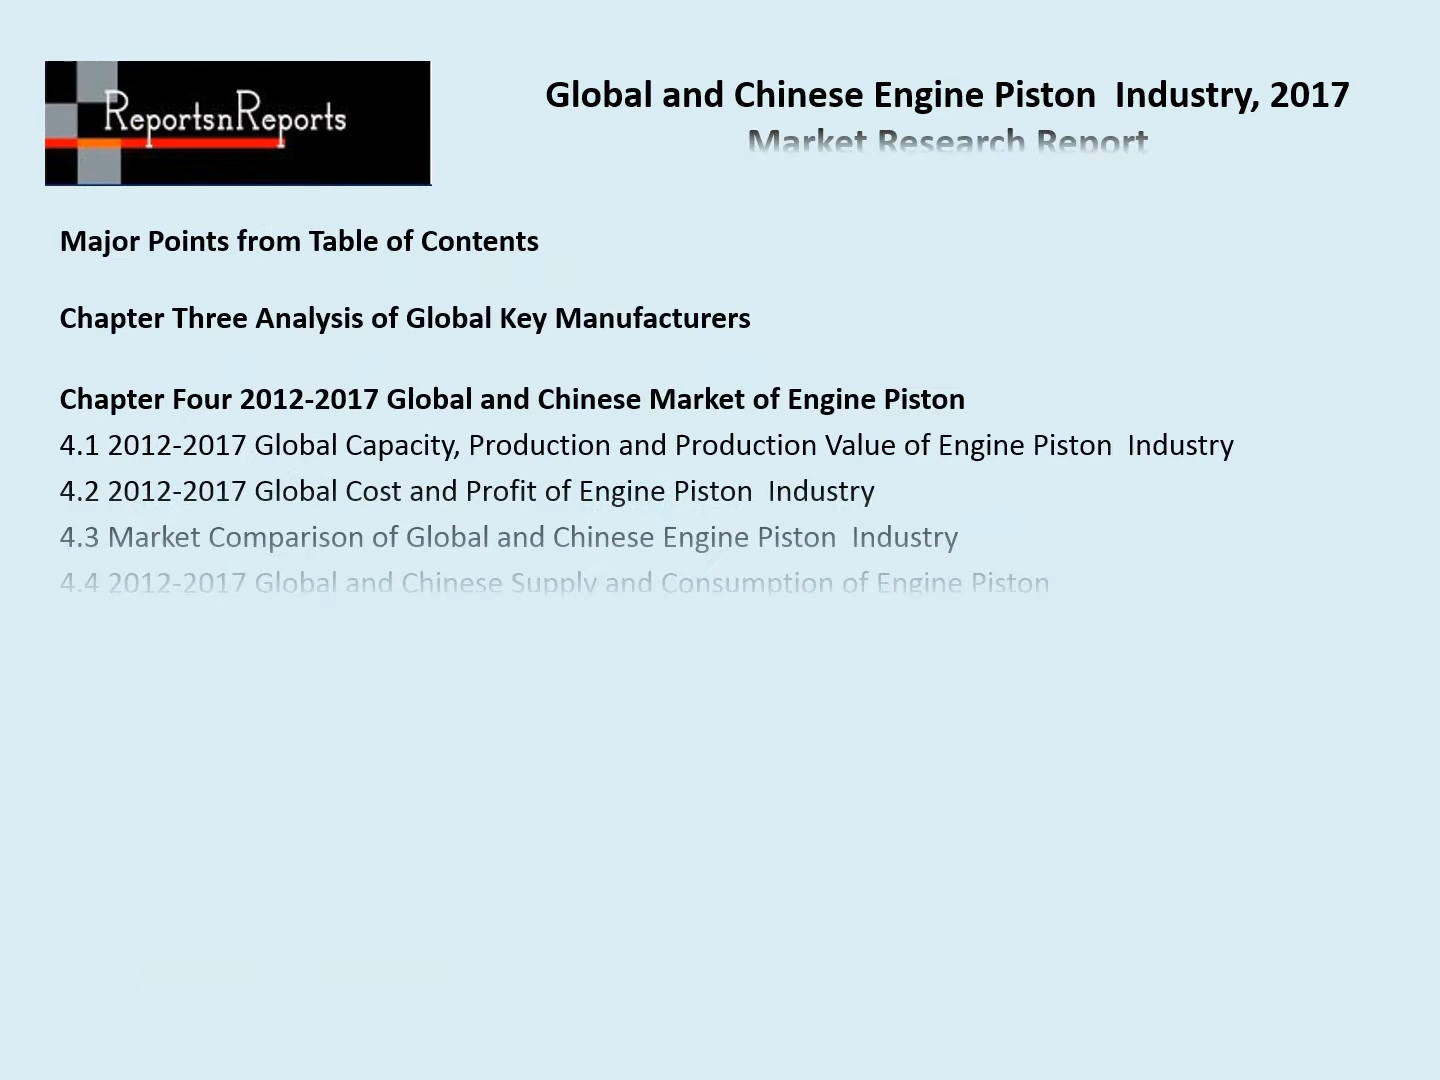 ReportsnReports
Global and Chinese Engine Piston  Industry, 2017
Market Research Report
Major Points from Table of Contents
Chapter Three Analysis of Global Key Manufacturers
Chapter Four 2012-2017 Global and Chinese Market of Engine Piston
4.1 2012-2017 Global Capacity, Production and Production Value of Engine Piston  Industry
4.2 2012-2017 Global Cost and Profit of Engine Piston  Industry
4.3 Market Comparison of Global and Chinese Engine Piston  Industry
4.4 2012-2017 Global and Chinese Supply and Consumption of Engine Piston